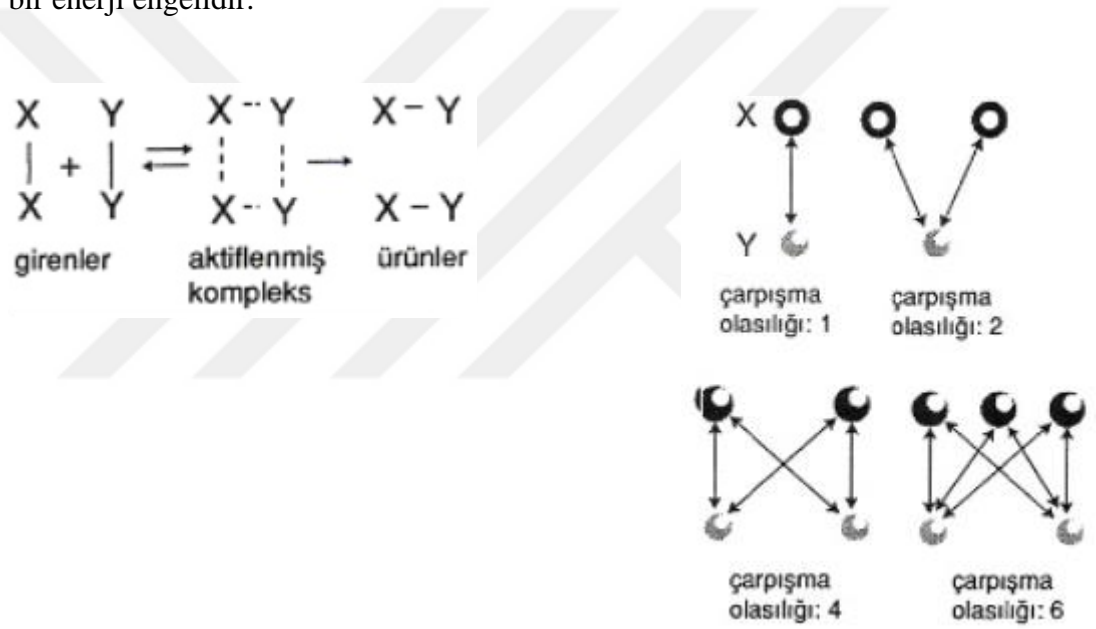 bir enerji engelidir.
X Y X -- Y X – Y
| + | ⇌ →
X Y X -- Y X – Y
girenler aktiflenmiş ürünler
kompleks
X
Y
çarpışma
olasılığı: 1
çarpışma
olasılığı: 2
çarpışma
olasılığı: 4
çarpışma
olasılığı: 6